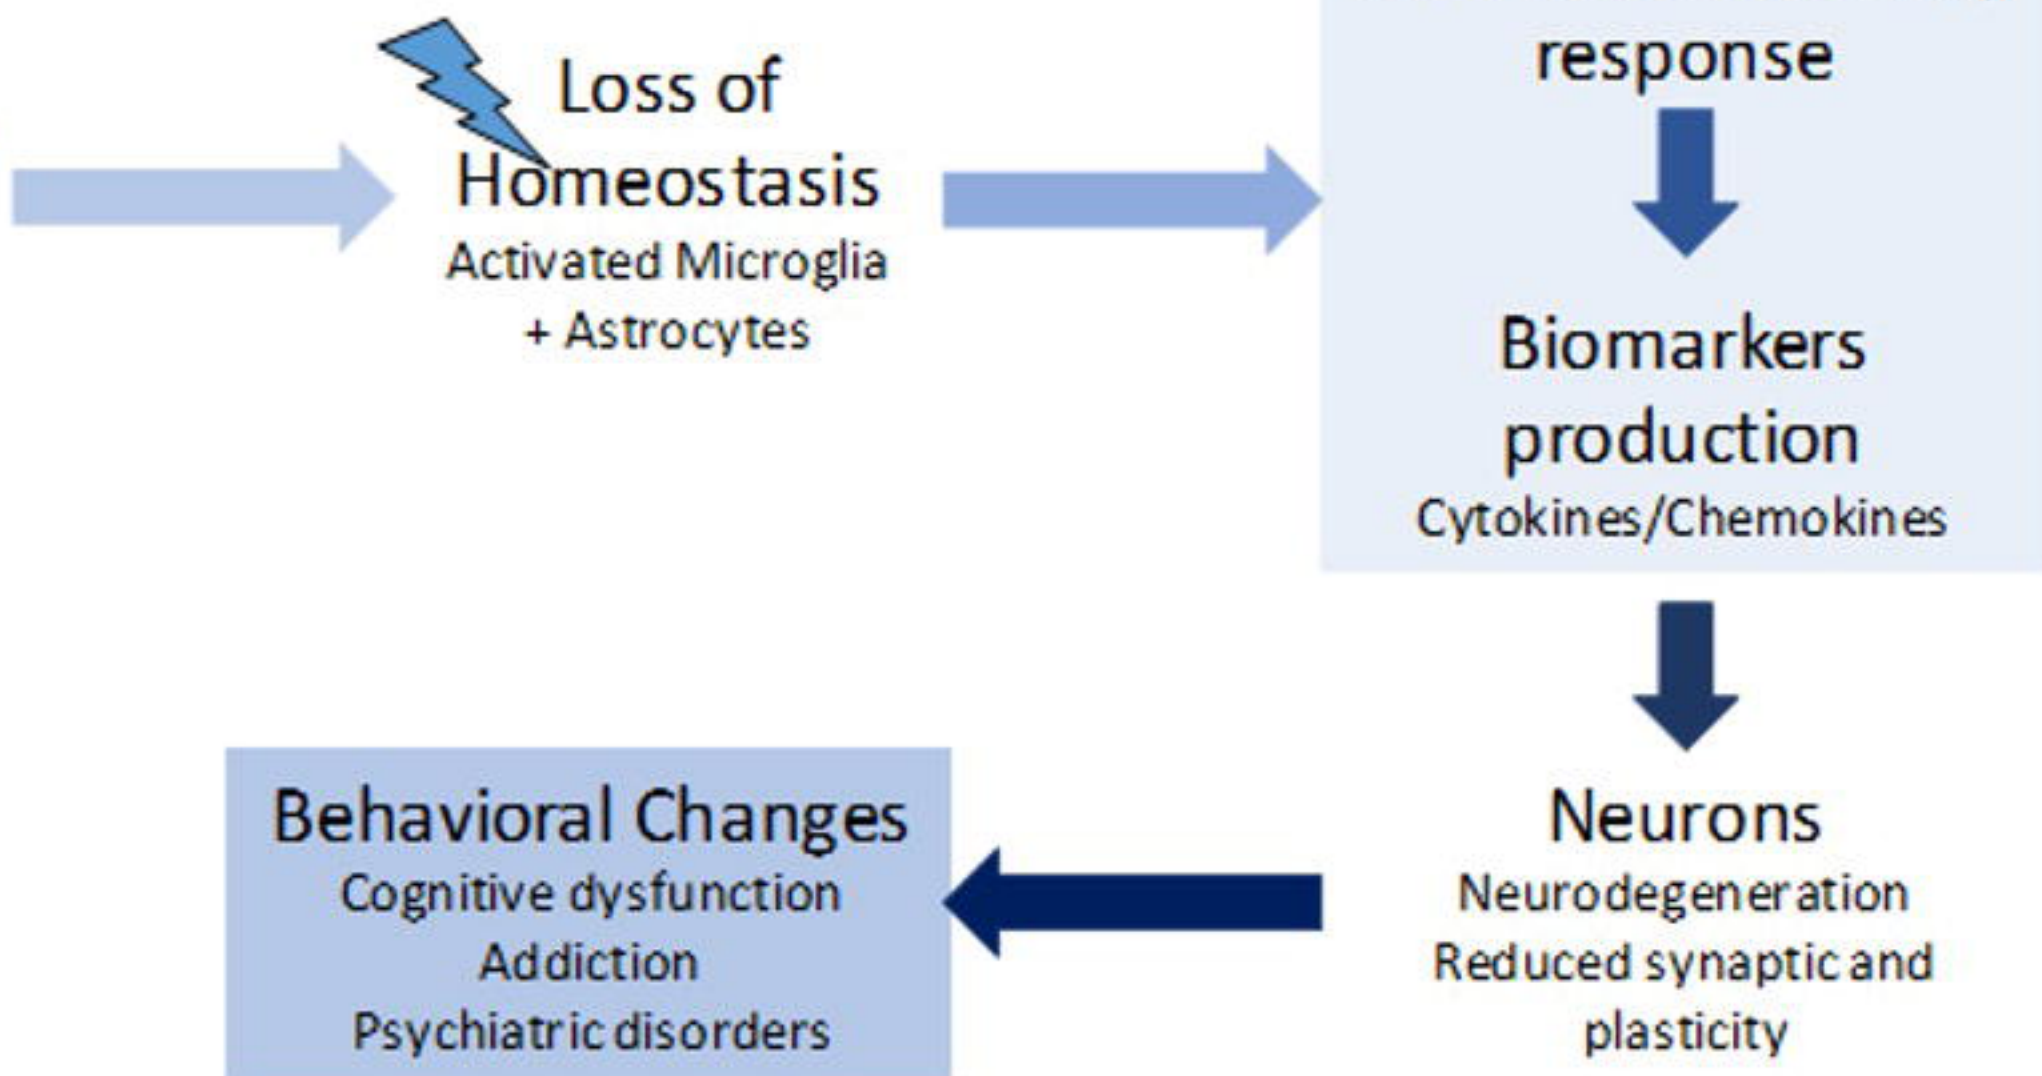 Loss of
Homeostasis
Activated Microglia
+ Astrocytes
response
Biomarkers
production
Cytokines/Chemokines
Neurons
Neurodegeneration
Reduced synaptic and
plasticity
Behavioral Changes
Cognitive dysfunction
Addiction
Psychiatric disorders